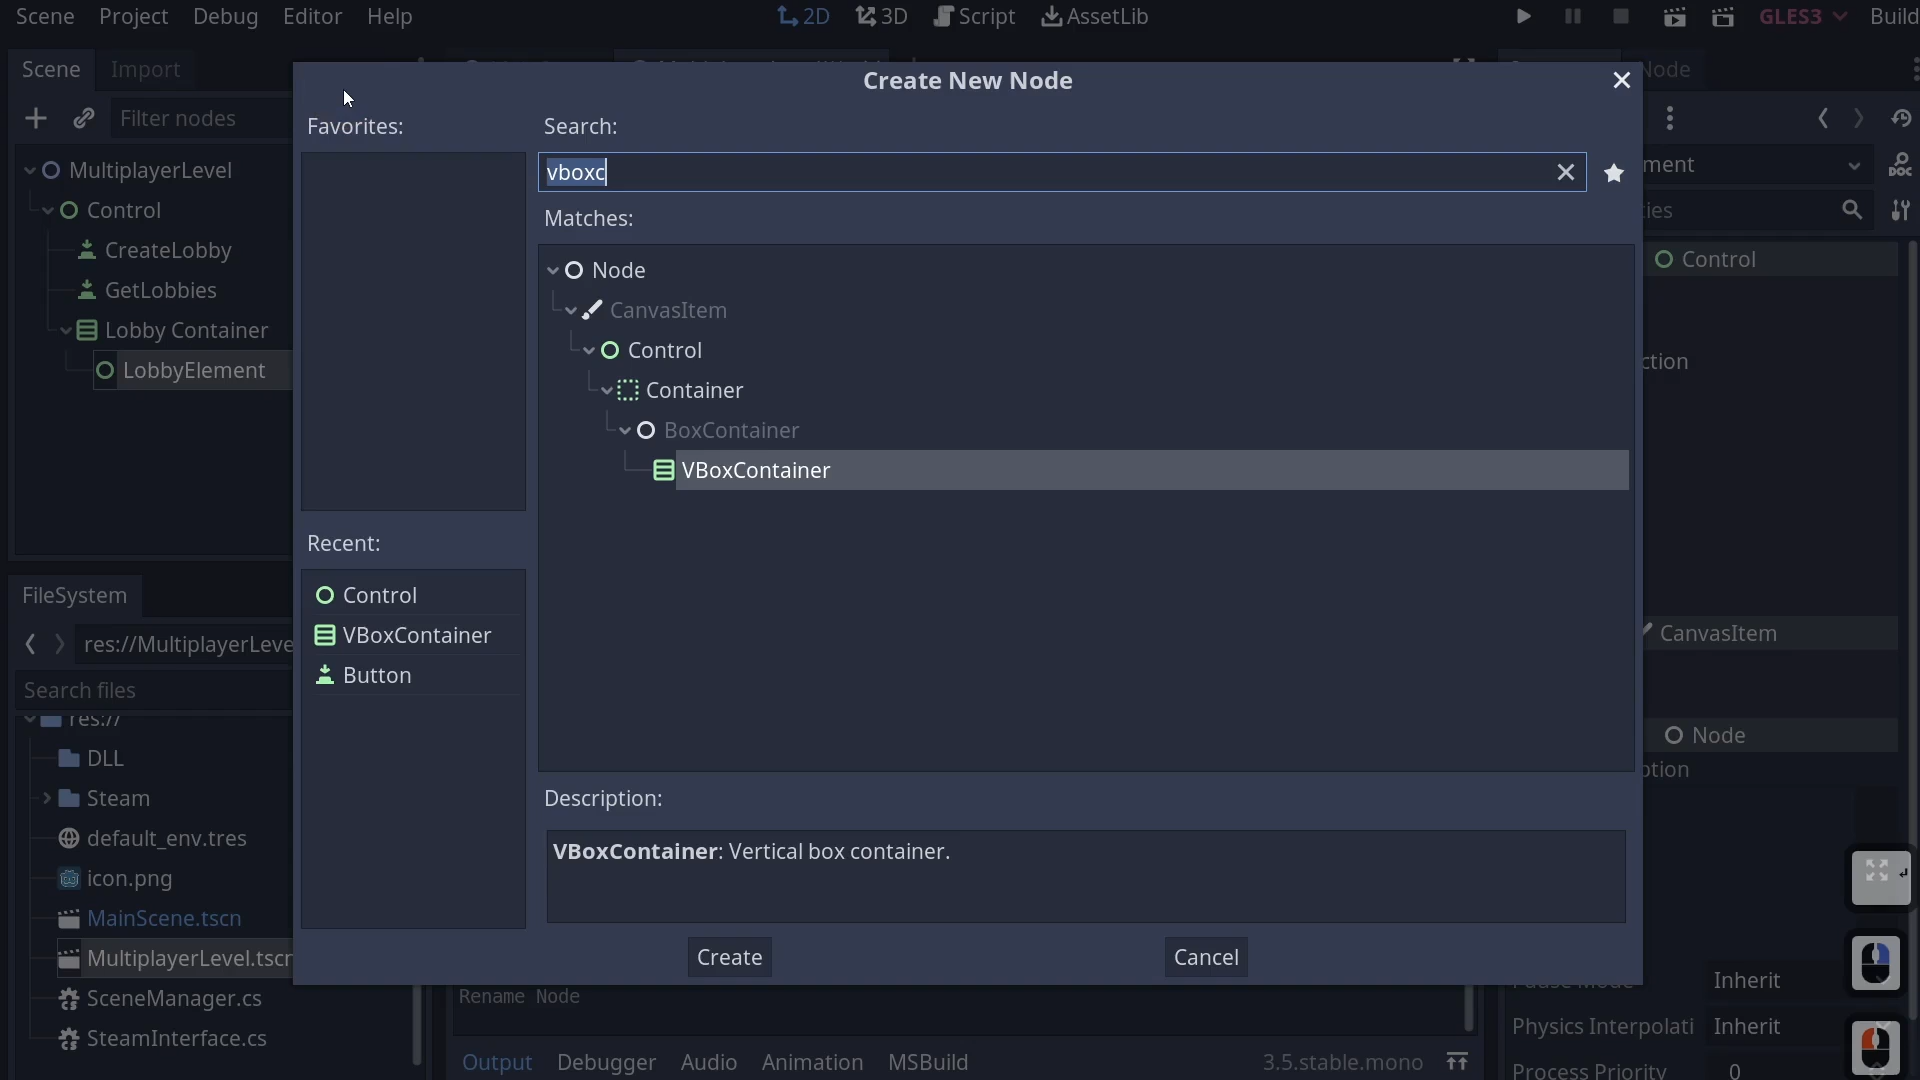 Scene Project Debug Editor Help
2D 3D Script AssetLib
GLES3 Build
Scene Import
Create New Node
Node
Filter nodes
Favorites:
Search:
vboxc
ment
ies
MultiplayerLevel
Control
CreateLobby
GetLobbies
Lobby Container
LobbyElement
Matches:
Node
CanvasItem
Control
Container
BoxContainer
VBoxContainer
Control
ction
Recent:
Control
VBoxContainer
Button
FileSystem
res://MultiplayerLeve
Search files
res://
DLL
Steam
default_env.tres
icon.png
MainScene.tscn
MultiplayerLevel.tscn
SceneManager.cs
SteamInterface.cs
CanvasItem
Node
ption
Description:
VBoxContainer: Vertical box container.
Create Cancel
Rename Node
Pause Mode Inherit
Physics Interpolati Inherit
Process Priority 0
Output Debugger Audio Animation MSBuild 3.5.stable.mono